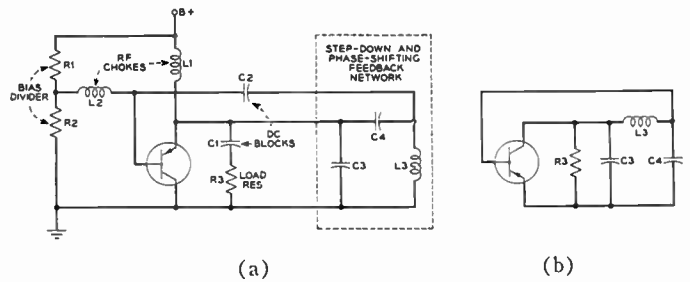 B+
STEP-DOWN AND
PHASE-SHIFTING
FEEDBACK
NETWORK
RF
CHOKES
R1
L1
BIAS
DIVIDER
L2
C2
R2
DC
BLOCKS
C1
C4
C3
L3
R3
LOAD
RES
(a)
L3
R3
C3
C4
(b)